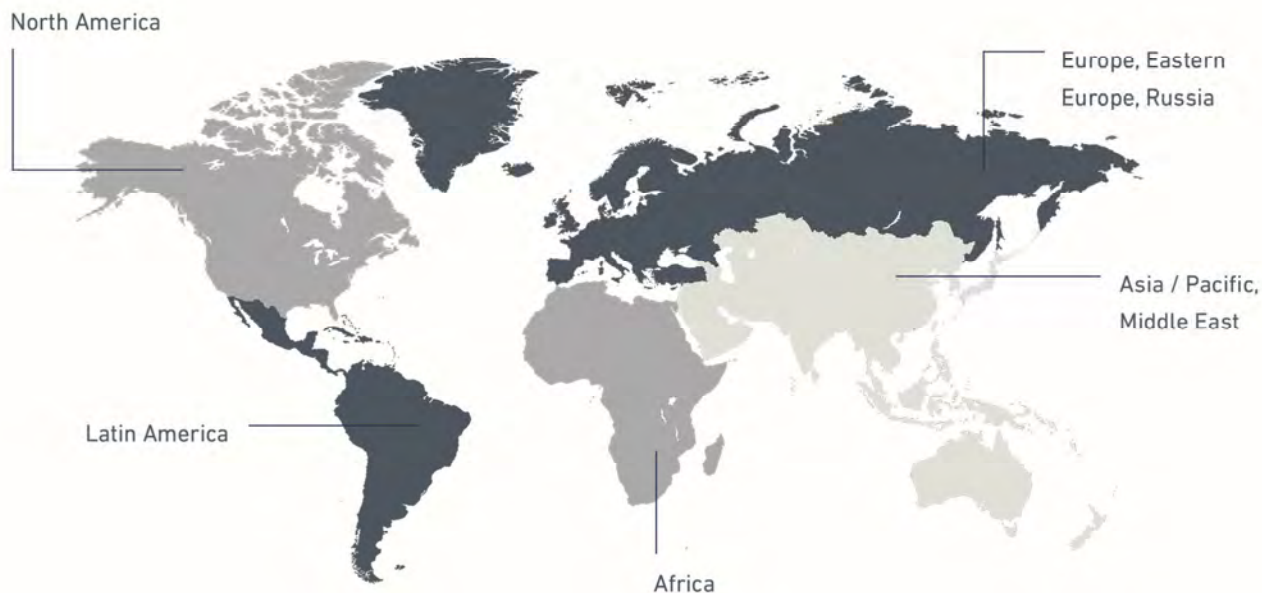 North America
Europe, Eastern
Europe, Russia
Asia / Pacific,
Middle East
Latin America
Africa